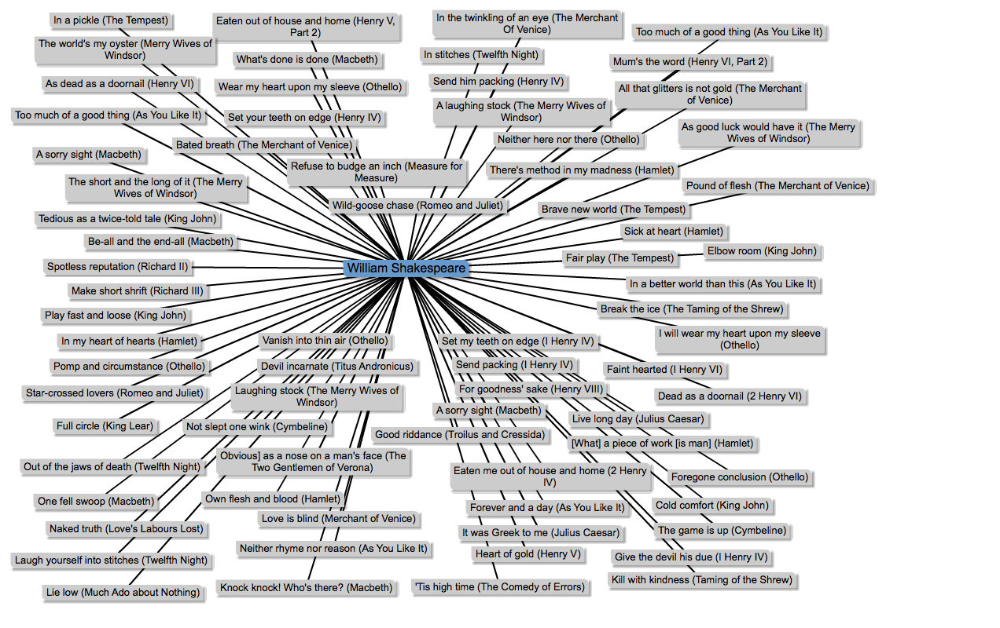 In a pickle (The Tempest)
Eaten out of house and home (Henry V,
Part 2)
In the twinkling of an eye (The Merchant
Of Venice)
Too much of a good thing (As You Like It)
The world's my oyster (Merry Wives of
Windsor)
What's done is done (Macbeth)
In stitches (Twelfth Night)
Mum's the word (Henry VI, Part 2)
As dead as a doornail (Henry VI)
Wear my heart upon my sleeve (Othello)
Send him packing (Henry IV)
All that glitters is not gold (The Merchant
of Venice)
Too much of a good thing (As You Like It)
Set your teeth on edge (Henry IV)
A laughing stock (The Merry Wives of
Windsor)
As good luck would have it (The Merry
Wives of Windsor)
Bated breath (The Merchant of Venice)
Neither here nor there (Othello)
A sorry sight (Macbeth)
Refuse to budge an inch (Measure for
Measure)
There's method in my madness (Hamlet)
The short and the long of it (The Merry
Wives of Windsor)
Pound of flesh (The Merchant of Venice)
Wild-goose chase (Romeo and Juliet)
Brave new world (The Tempest)
Tedious as a twice-told tale (King John)
Sick at heart (Hamlet)
Be-all and the end-all (Macbeth)
Elbow room (King John)
Fair play (The Tempest)
Spotless reputation (Richard II)
William Shakespeare
In a better world than this (As You Like It)
Make short shrift (Richard III)
Break the ice (The Taming of the Shrew)
Play fast and loose (King John)
I will wear my heart upon my sleeve
(Othello)
In my heart of hearts (Hamlet)
Vanish into thin air (Othello)
Set my teeth on edge (I Henry IV)
Pomp and circumstance (Othello)
Devil incarnate (Titus Andronicus)
Send packing (I Henry IV)
Faint hearted (I Henry VI)
Star-crossed lovers (Romeo and Juliet)
Laughing stock (The Merry Wives of
Windsor)
For goodness' sake (Henry VIII)
Dead as a doornail (2 Henry VI)
A sorry sight (Macbeth)
Live long day (Julius Caesar)
Full circle (King Lear)
Not slept one wink (Cymbeline)
Good riddance (Troilus and Cressida)
[What] a piece of work [is man] (Hamlet)
Out of the jaws of death (Twelfth Night)
Obvious] as a nose on a man's face (The
Two Gentlemen of Verona)
Eaten me out of house and home (2 Henry
IV)
Foregone conclusion (Othello)
One fell swoop (Macbeth)
Own flesh and blood (Hamlet)
Forever and a day (As You Like It)
Cold comfort (King John)
Love is blind (Merchant of Venice)
Naked truth (Love's Labours Lost)
It was Greek to me (Julius Caesar)
The game is up (Cymbeline)
Neither rhyme nor reason (As You Like It)
Heart of gold (Henry V)
Give the devil his due (I Henry IV)
Laugh yourself into stitches (Twelfth Night)
Kill with kindness (Taming of the Shrew)
Lie low (Much Ado about Nothing)
Knock knock! Who's there? (Macbeth)
'Tis high time (The Comedy of Errors)